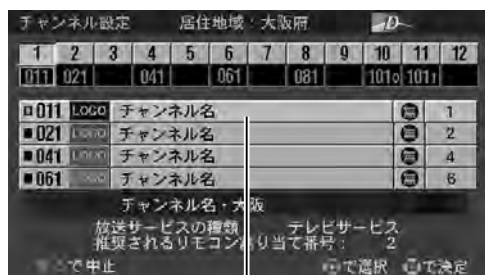 チャンネル設定 居住地域:大阪府 D
1 2 3 4 5 6 7 8 9 10 11 12
011 021 041 061 081 1010 1011
011 LOGO チャンネル名 1
021 LOGO チャンネル名 2
041 LOGO チャンネル名 4
061 LOGO チャンネル名 6
チャンネル名・大阪
放送サービスの種類 テレビサービス
推奨されるリモコン り当て番号: 2
で中止 で選択 で決定